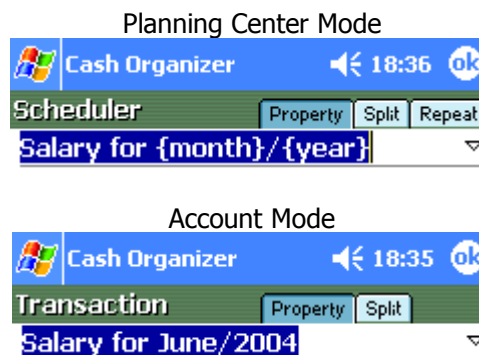 Planning Center Mode
Cash Organizer 18:36 ok
Scheduler Property Split Repeat
Salary for {month}/{year}
Account Mode
Cash Organizer 18:35 ok
Transaction Property Split
Salary for June/2004